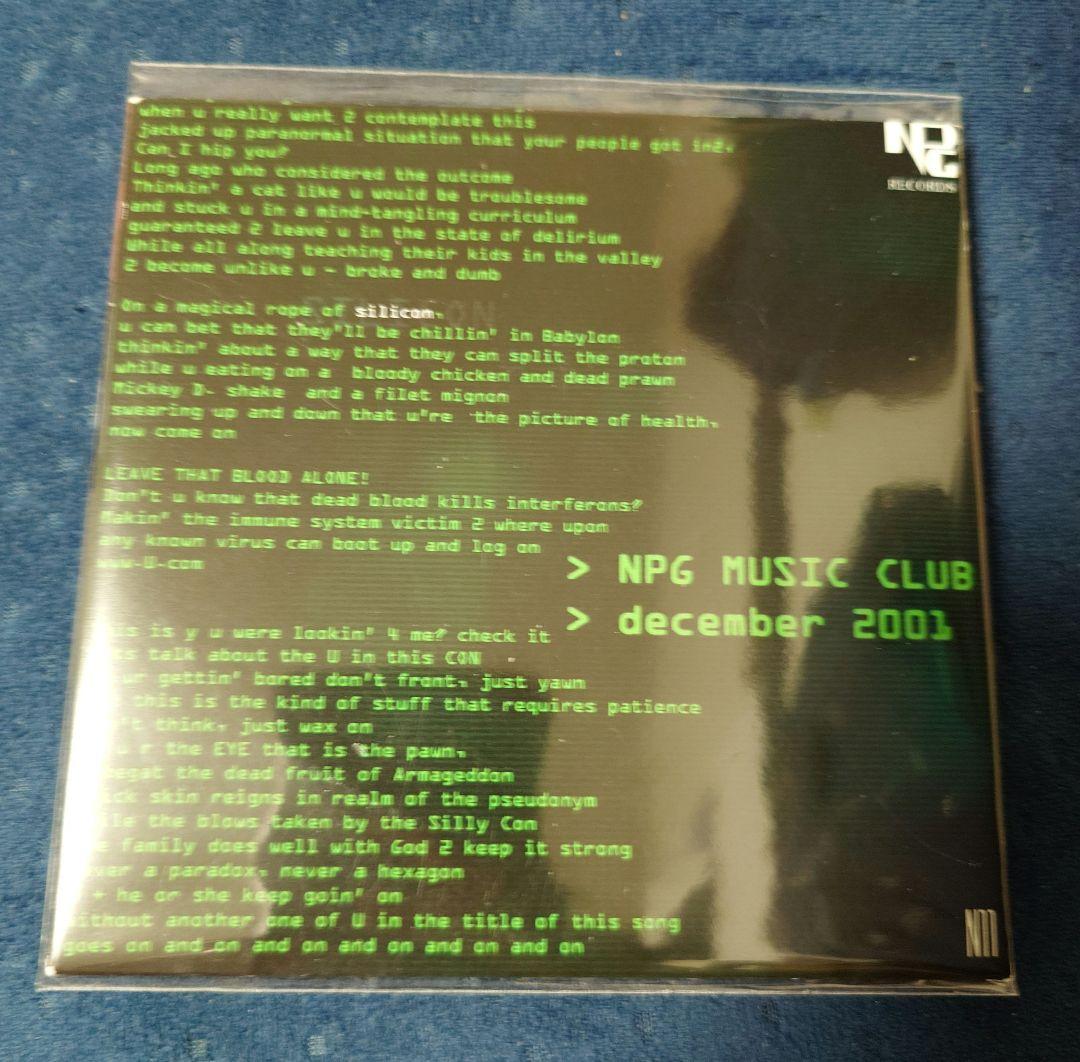 when u really want 2 contemplate this
jacked up paranormal situation that your people got in2.
Can I hip you?
Long ago who considered the outcome
Thinkin' a cat like u would be troublesome
and stuck u in a mind-tangling curriculum
guaranteed 2 leave u in the state of delirium
While all along teaching their kids in the valley
2 become unlike u - broke and dumb
On a magical rope of silicon,
u can bet that they'll be chillin' in Babylon
thinkin' about a way that they can split the proton
while u eating on a bloody chicken and dead prawn
Mickey D. shake and a filet mignon
swearing up and down that u're the picture of health,
now come on
LEAVE THAT BLOOD ALONE!
Don't u know that dead blood kills interferons?
Makin' the immune system victim 2 where upon
any known virus can boot up and log on
www.U.com
is is y u were lookin' 4 me? check it
ts talk about the U in this CON
ur gettin' bored don't front, just yawn
this is the kind of stuff that requires patience
't think, just wax on
u r the EYE that is the pawn,
egat the dead fruit of Armageddon
ick skin reigns in realm of the pseudonym
ile the blows taken by the Silly Con
e family does well with God 2 keep it strong
ver a paradox, never a hexagon
+ he or she keep goin' on
ithout another one of U in the title of this song
goes on and on and on and on and on and on
> NPG MUSIC CLUB
> december 2001
NPG
RECORDS